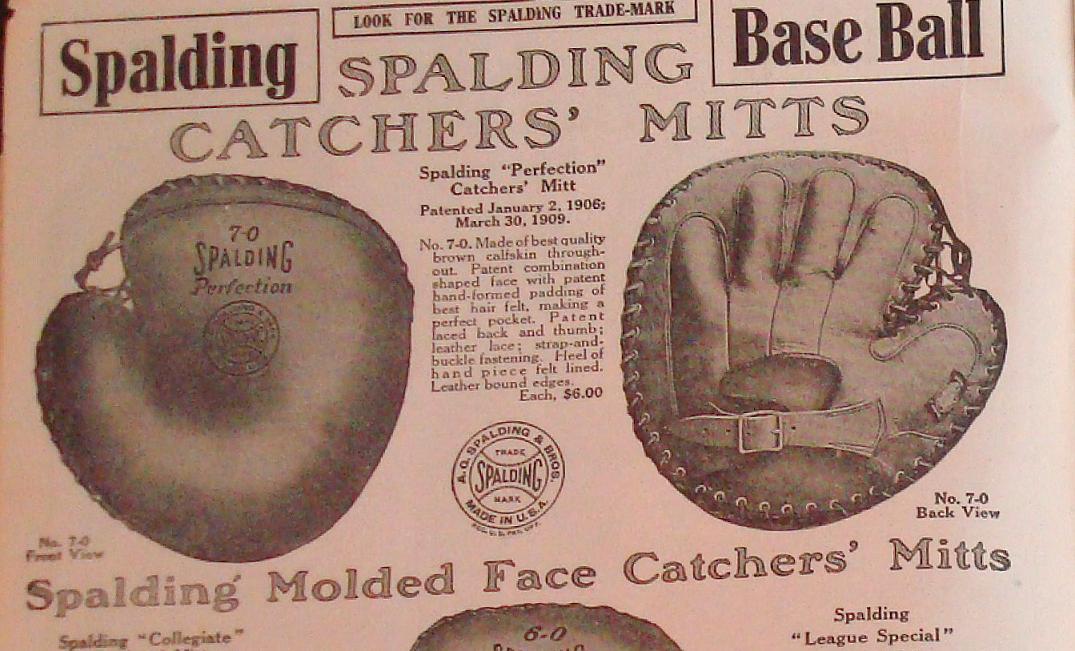 LOOK FOR THE SPALDING TRADE-MARK
Spalding
Base Ball
SPALDING
CATCHERS' MITTS
Spalding "Perfection"
Catchers' Mitt
Patented January 2, 1906;
March 30, 1909.
No. 7-0. Made of best quality
brown calfskin through-
out. Patent combination
shaped face with patent
hand-formed padding of
best hair felt, making a
perfect pocket. Patent
laced back and thumb;
leather lace; strap-and-
buckle fastening. Heel of
hand piece felt lined.
Leather bound edges.
Each, $6.00
7-0
SPALDING
Perfection
A.G. SPALDING & BROS.
TRADE
SPALDING
MARK
MADE IN U.S.A.
REG. U.S. PAT. OFF.
No. 7-0
Front View
No. 7-0
Back View
Spalding Molded Face Catchers' Mitts
Spalding "Collegiate"
6-0
Spalding
"League Special"